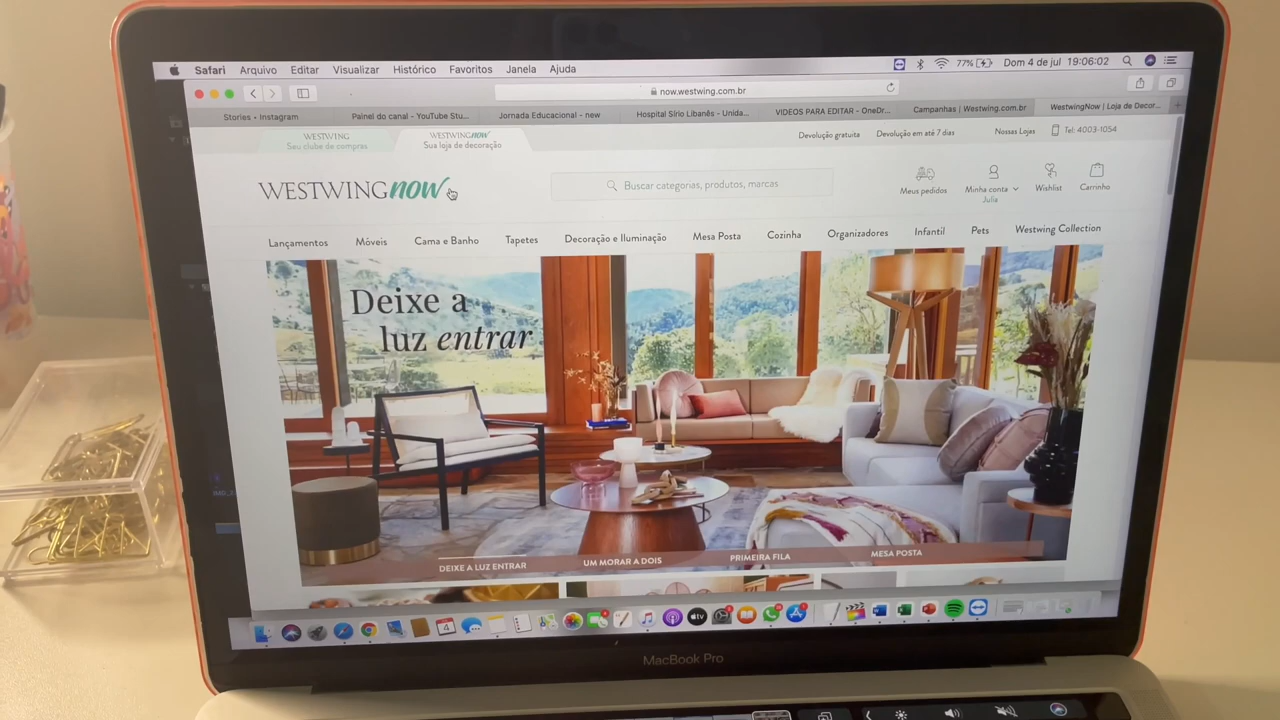 Safari Arquivo Editar Visualizar Histórico Favoritos Janela Ajuda 77% Dom 4 de jul 19:06:02
now.westwing.com.br
Stories • Instagram Painel do canal - YouTube Stu... Jornada Educacional - new Hospital Sírio Libanês - Unida... VIDEOS PARA EDITAR - OneDr... Campanhas | Westwing.com.br WestwingNow | Loja de Decor...
WESTWING
Seu clube de compras
WESTWINGNOW
Sua loja de decoração
Devolução gratuita Devolução em até 7 dias Nossas Lojas Tel: 4003-1054
WESTWINGNOW
Buscar categorias, produtos, marcas
Meus pedidos Minha conta Wishlist Carrinho
Julia
Lançamentos Móveis Cama e Banho Tapetes Decoração e Iluminação Mesa Posta Cozinha Organizadores Infantil Pets Westwing Collection
Deixe a
luz entrar
DEIXE A LUZ ENTRAR UM MORAR A DOIS PRIMEIRA FILA MESA POSTA
MacBook Pro